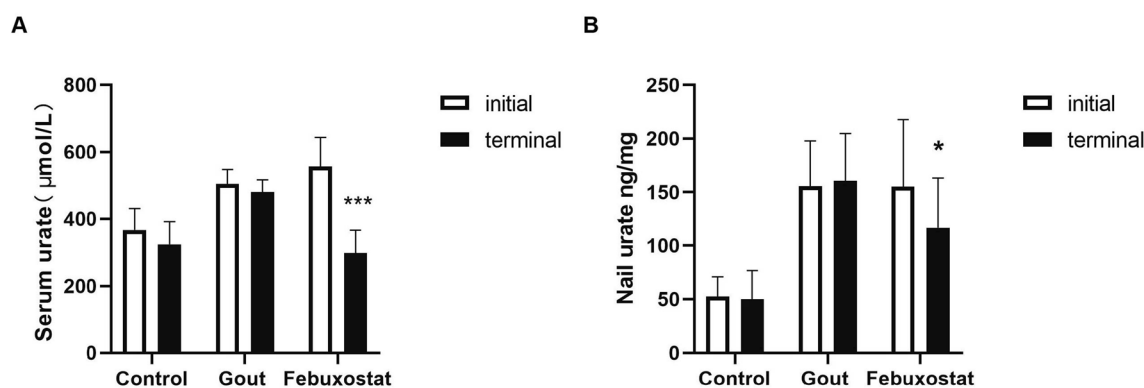 A
Serum urate( μmol/L)
800
600
400
200
0
***
Control Gout Febuxostat
initial
terminal
B
Nail urate ng/mg
250
200
150
100
50
0
*
Control Gout Febuxostat
initial
terminal